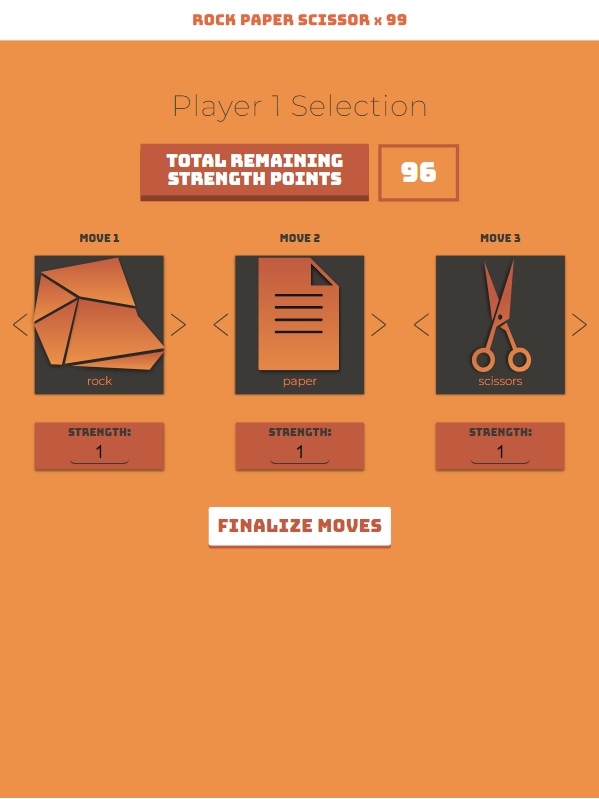 ROCK PAPER SCISSOR x 99
Player 1 Selection
TOTAL REMAINING
STRENGTH POINTS
96
MOVE 1
MOVE 2
MOVE 3
rock
paper
scissors
STRENGTH:
1
STRENGTH:
1
STRENGTH:
1
FINALIZE MOVES